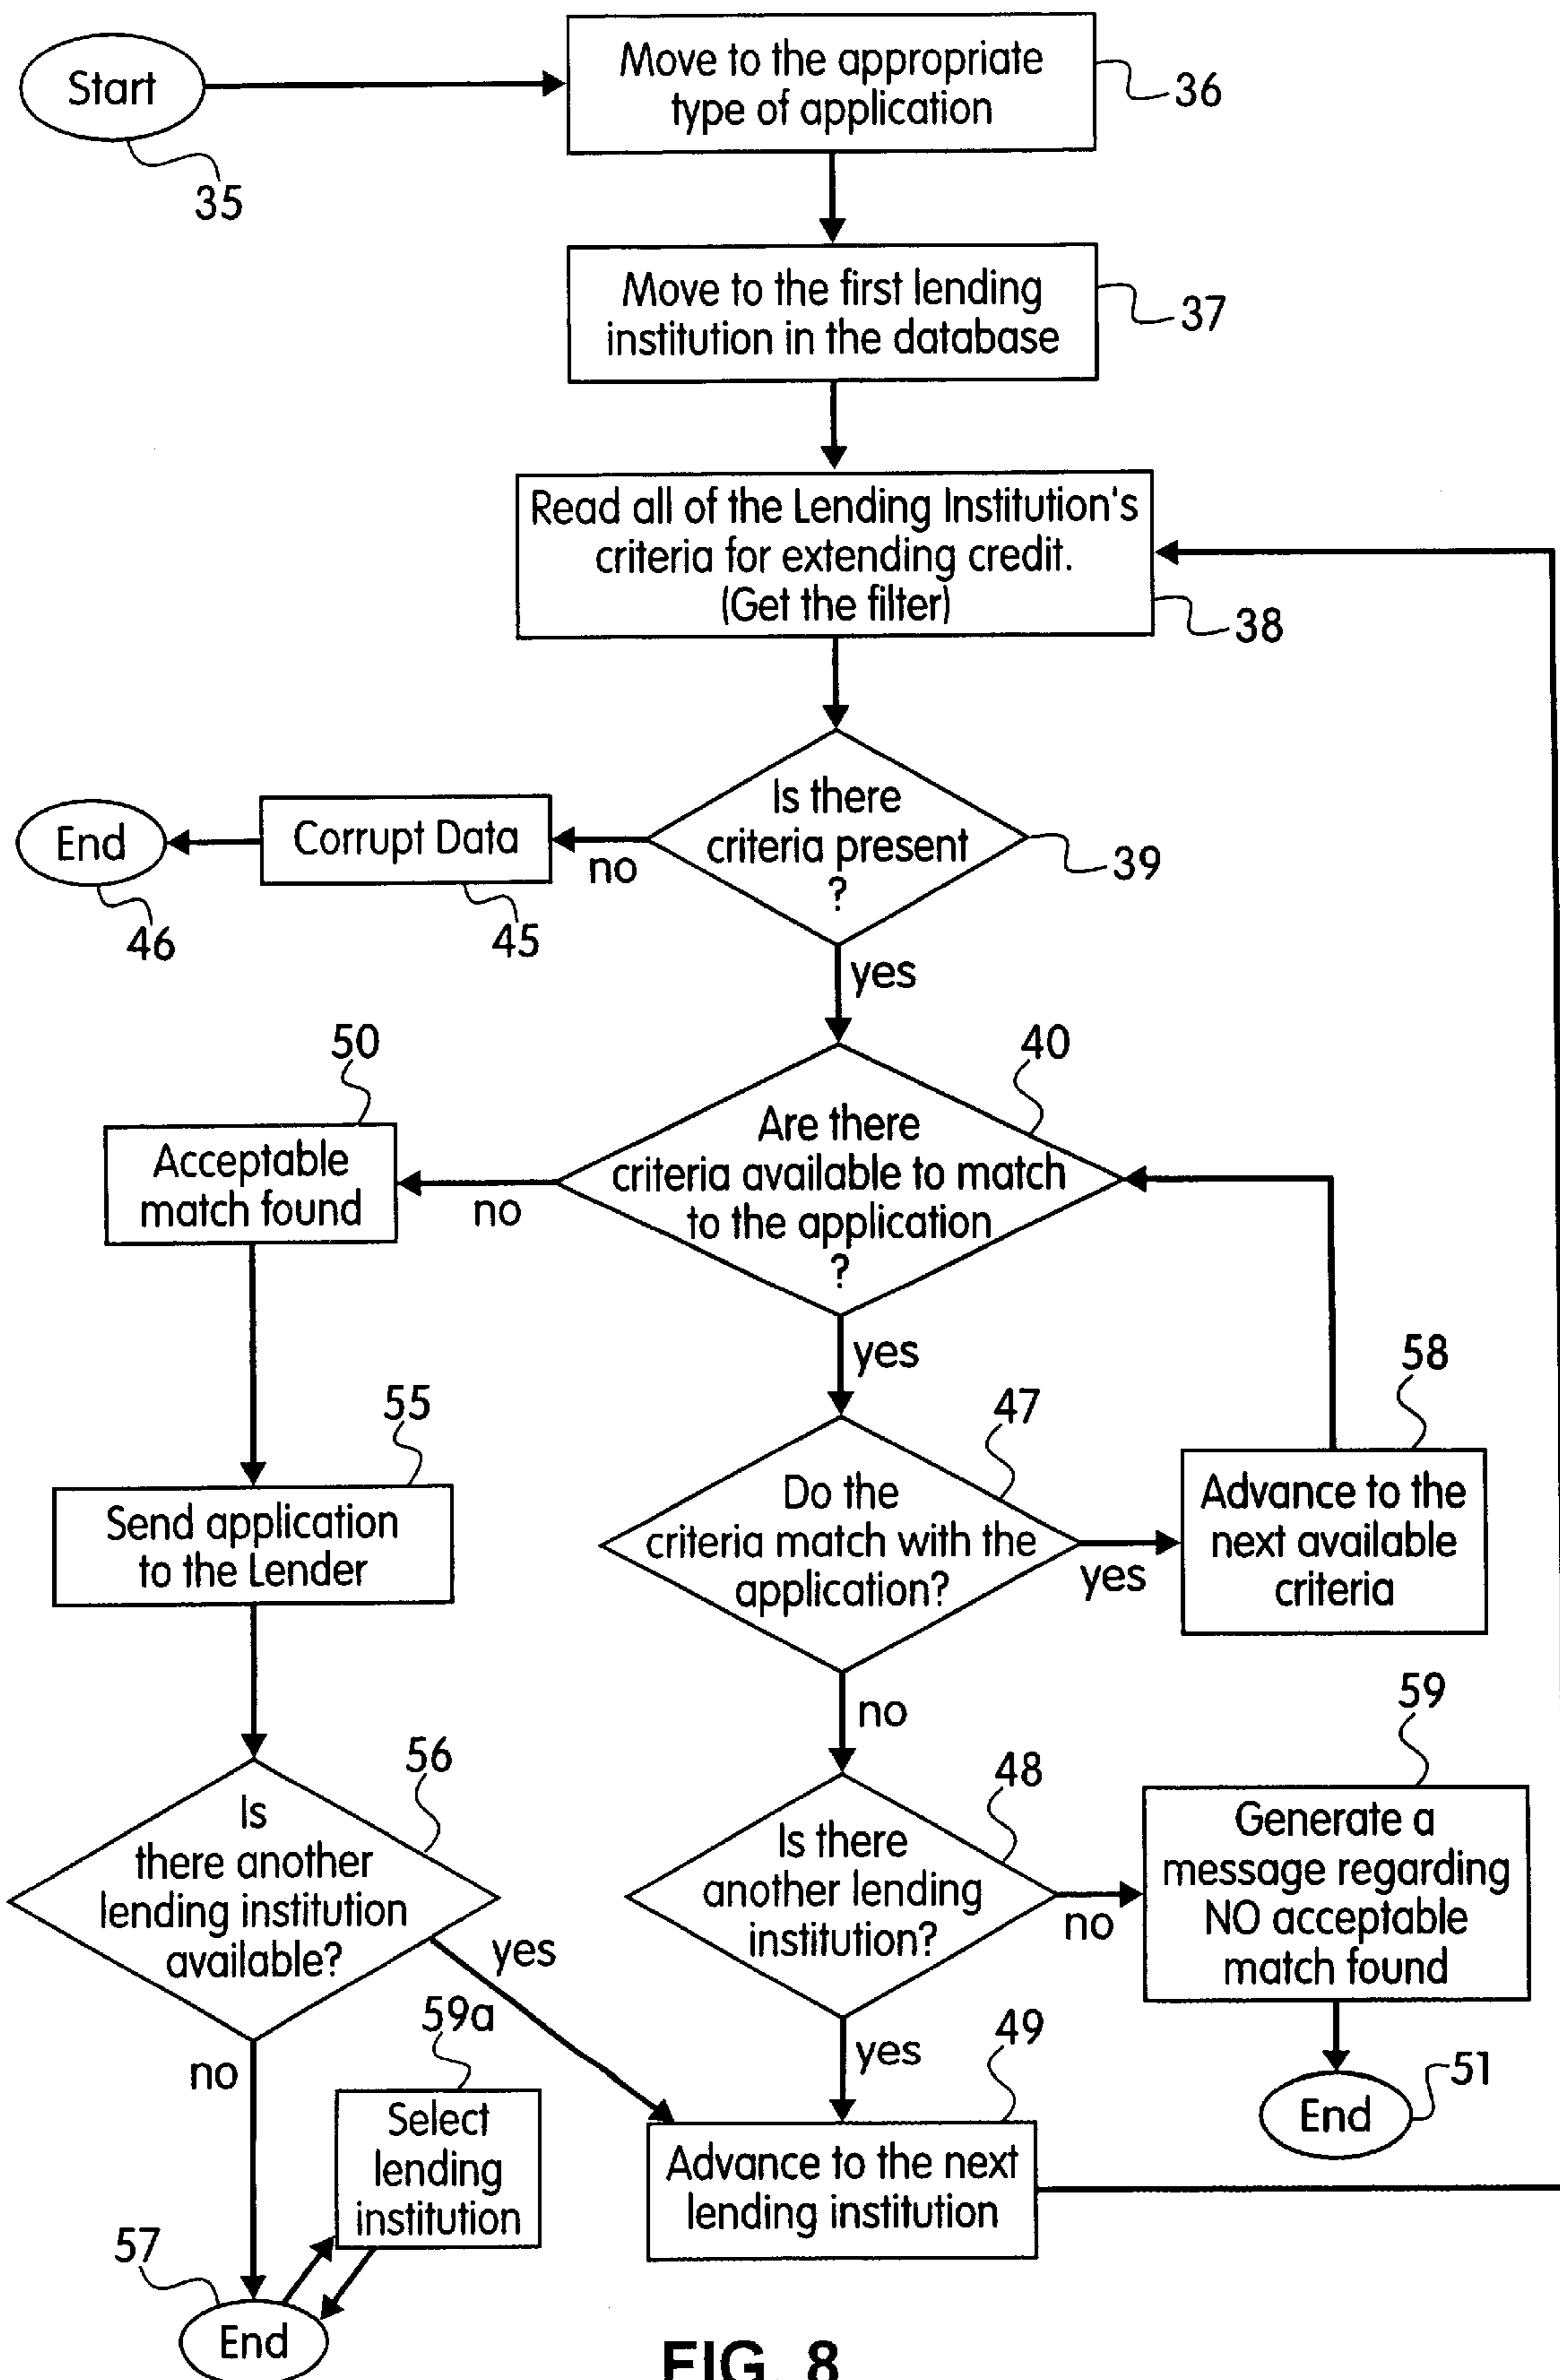 Start
35
Move to the appropriate
type of application
36
Move to the first lending
institution in the database
37
Read all of the Lending Institution's
criteria for extending credit.
(Get the filter)
38
Is there
criteria present
?
39
no
Corrupt Data
45
End
46
yes
50
40
Acceptable
match found
no
Are there
criteria available to match
to the application
?
yes
58
55
47
Send application
to the Lender
Do the
criteria match with the
application?
yes
Advance to the
next available
criteria
no
59
56
48
Is
there another
lending institution
available?
yes
Is there
another lending
institution?
no
Generate a
message regarding
NO acceptable
match found
no
59a
yes
49
51
End
Select
lending
institution
Advance to the next
lending institution
57
End
FIG. 8